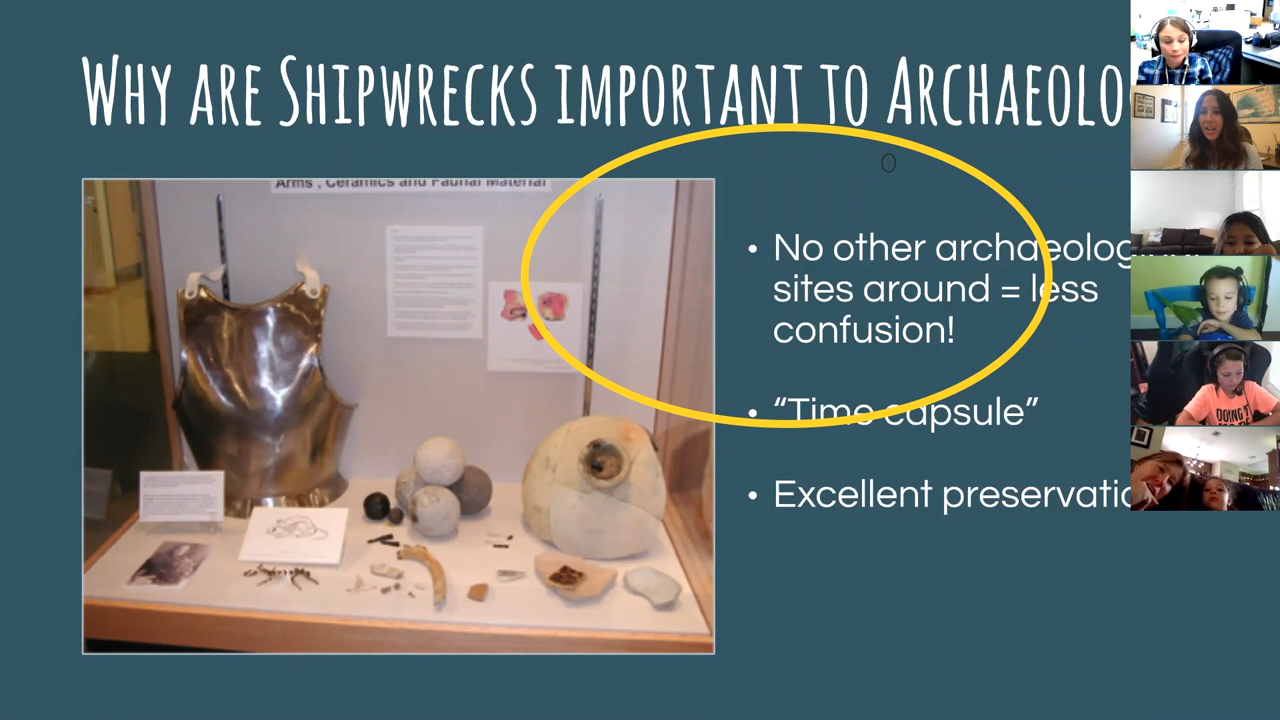 WHY ARE SHIPWRECKS IMPORTANT TO ARCHAEOLO
Arms , Ceramics and Faunal Material
• No other archaeolog
sites around = less
confusion!
• “Time capsule”
• Excellent preservatio
DOING